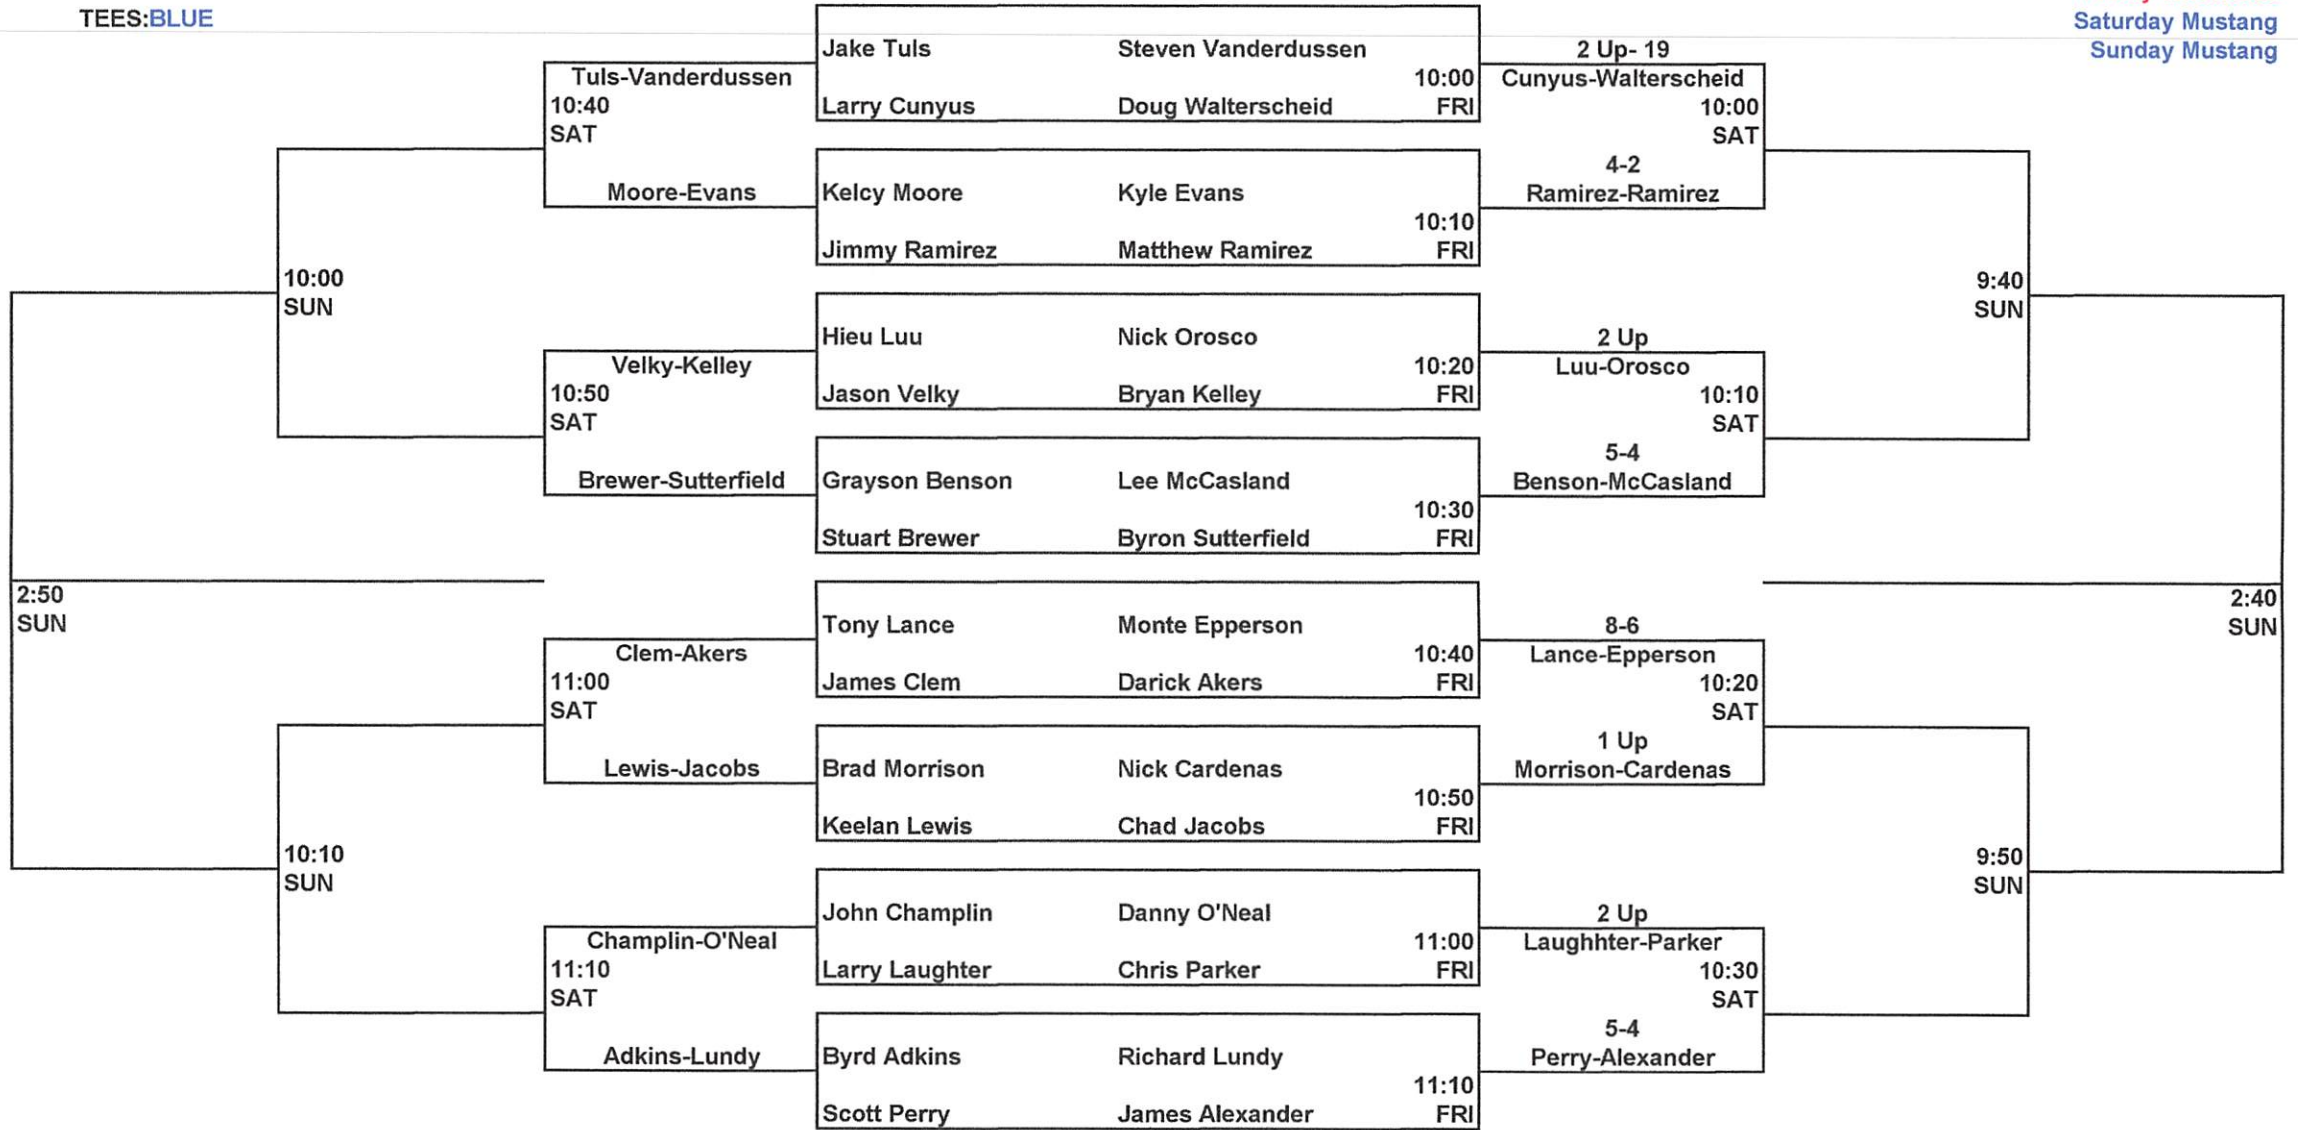 TEES:BLUE
Saturday Mustang
Sunday Mustang
Jake Tuls Steven Vanderdussen
10:00
Larry Cunyus Doug Walterscheid FRI
Kelcy Moore Kyle Evans
10:10
Jimmy Ramirez Matthew Ramirez FRI
Hieu Luu Nick Orosco
10:20
Jason Velky Bryan Kelley FRI
Grayson Benson Lee McCasland
10:30
Stuart Brewer Byron Sutterfield FRI
Tony Lance Monte Epperson
10:40
James Clem Darick Akers FRI
Brad Morrison Nick Cardenas
10:50
Keelan Lewis Chad Jacobs FRI
John Champlin Danny O'Neal
11:00
Larry Laughter Chris Parker FRI
Byrd Adkins Richard Lundy
11:10
Scott Perry James Alexander FRI
Tuls-Vanderdussen
10:40
SAT
Moore-Evans
Velky-Kelley
10:50
SAT
Brewer-Sutterfield
Clem-Akers
11:00
SAT
Lewis-Jacobs
Champlin-O'Neal
11:10
SAT
Adkins-Lundy
10:00
SUN
10:10
SUN
2:50
SUN
2 Up- 19
Cunyus-Walterscheid
10:00
SAT
4-2
Ramirez-Ramirez
2 Up
Luu-Orosco
10:10
SAT
5-4
Benson-McCasland
8-6
Lance-Epperson
10:20
SAT
1 Up
Morrison-Cardenas
2 Up
Laughhter-Parker
10:30
SAT
5-4
Perry-Alexander
9:40
SUN
9:50
SUN
2:40
SUN